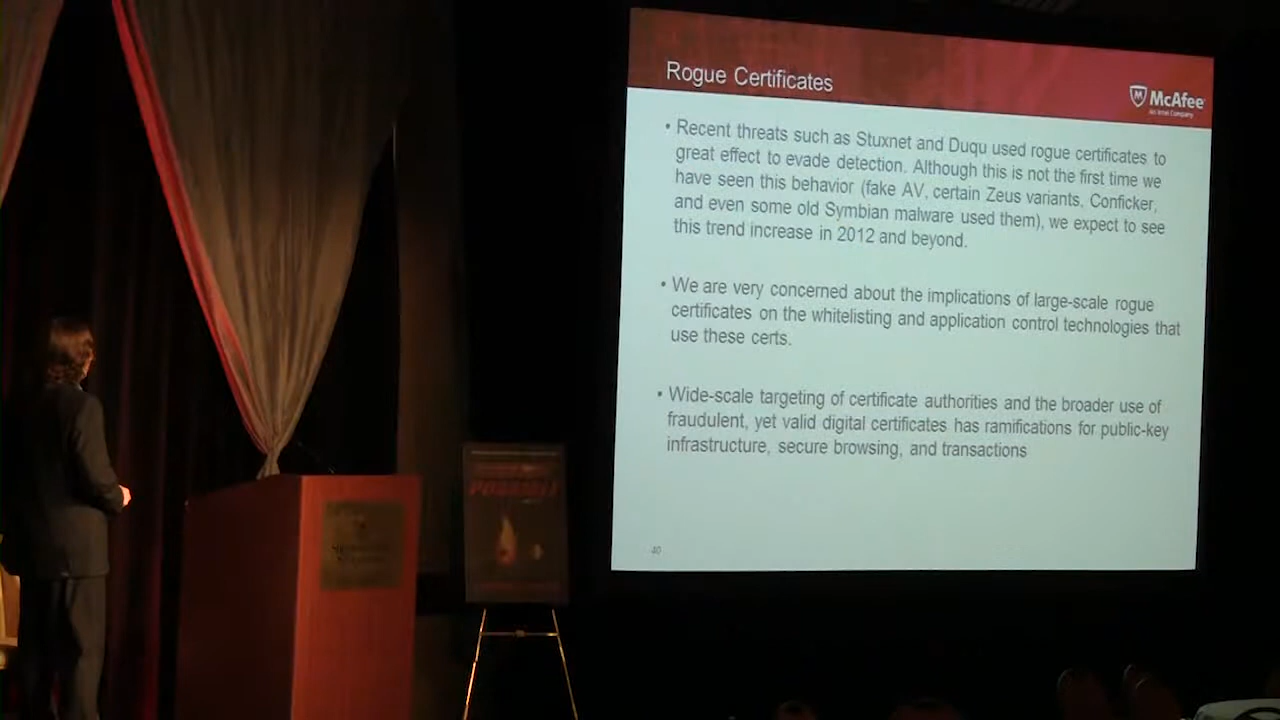 Rogue Certificates
McAfee
An Intel Company
• Recent threats such as Stuxnet and Duqu used rogue certificates to
great effect to evade detection. Although this is not the first time we
have seen this behavior (fake AV, certain Zeus variants, Conficker,
and even some old Symbian malware used them), we expect to see
this trend increase in 2012 and beyond.
• We are very concerned about the implications of large-scale rogue
certificates on the whitelisting and application control technologies that
use these certs.
• Wide-scale targeting of certificate authorities and the broader use of
fraudulent, yet valid digital certificates has ramifications for public-key
infrastructure, secure browsing, and transactions
40